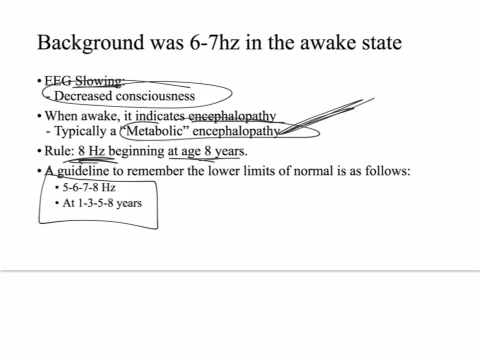 Background was 6-7hz in the awake state
• EEG Slowing:
- Decreased consciousness
• When awake, it indicates encephalopathy
- Typically a “Metabolic” encephalopathy
• Rule: 8 Hz beginning at age 8 years.
• A guideline to remember the lower limits of normal is as follows:
• 5-6-7-8 Hz
• At 1-3-5-8 years